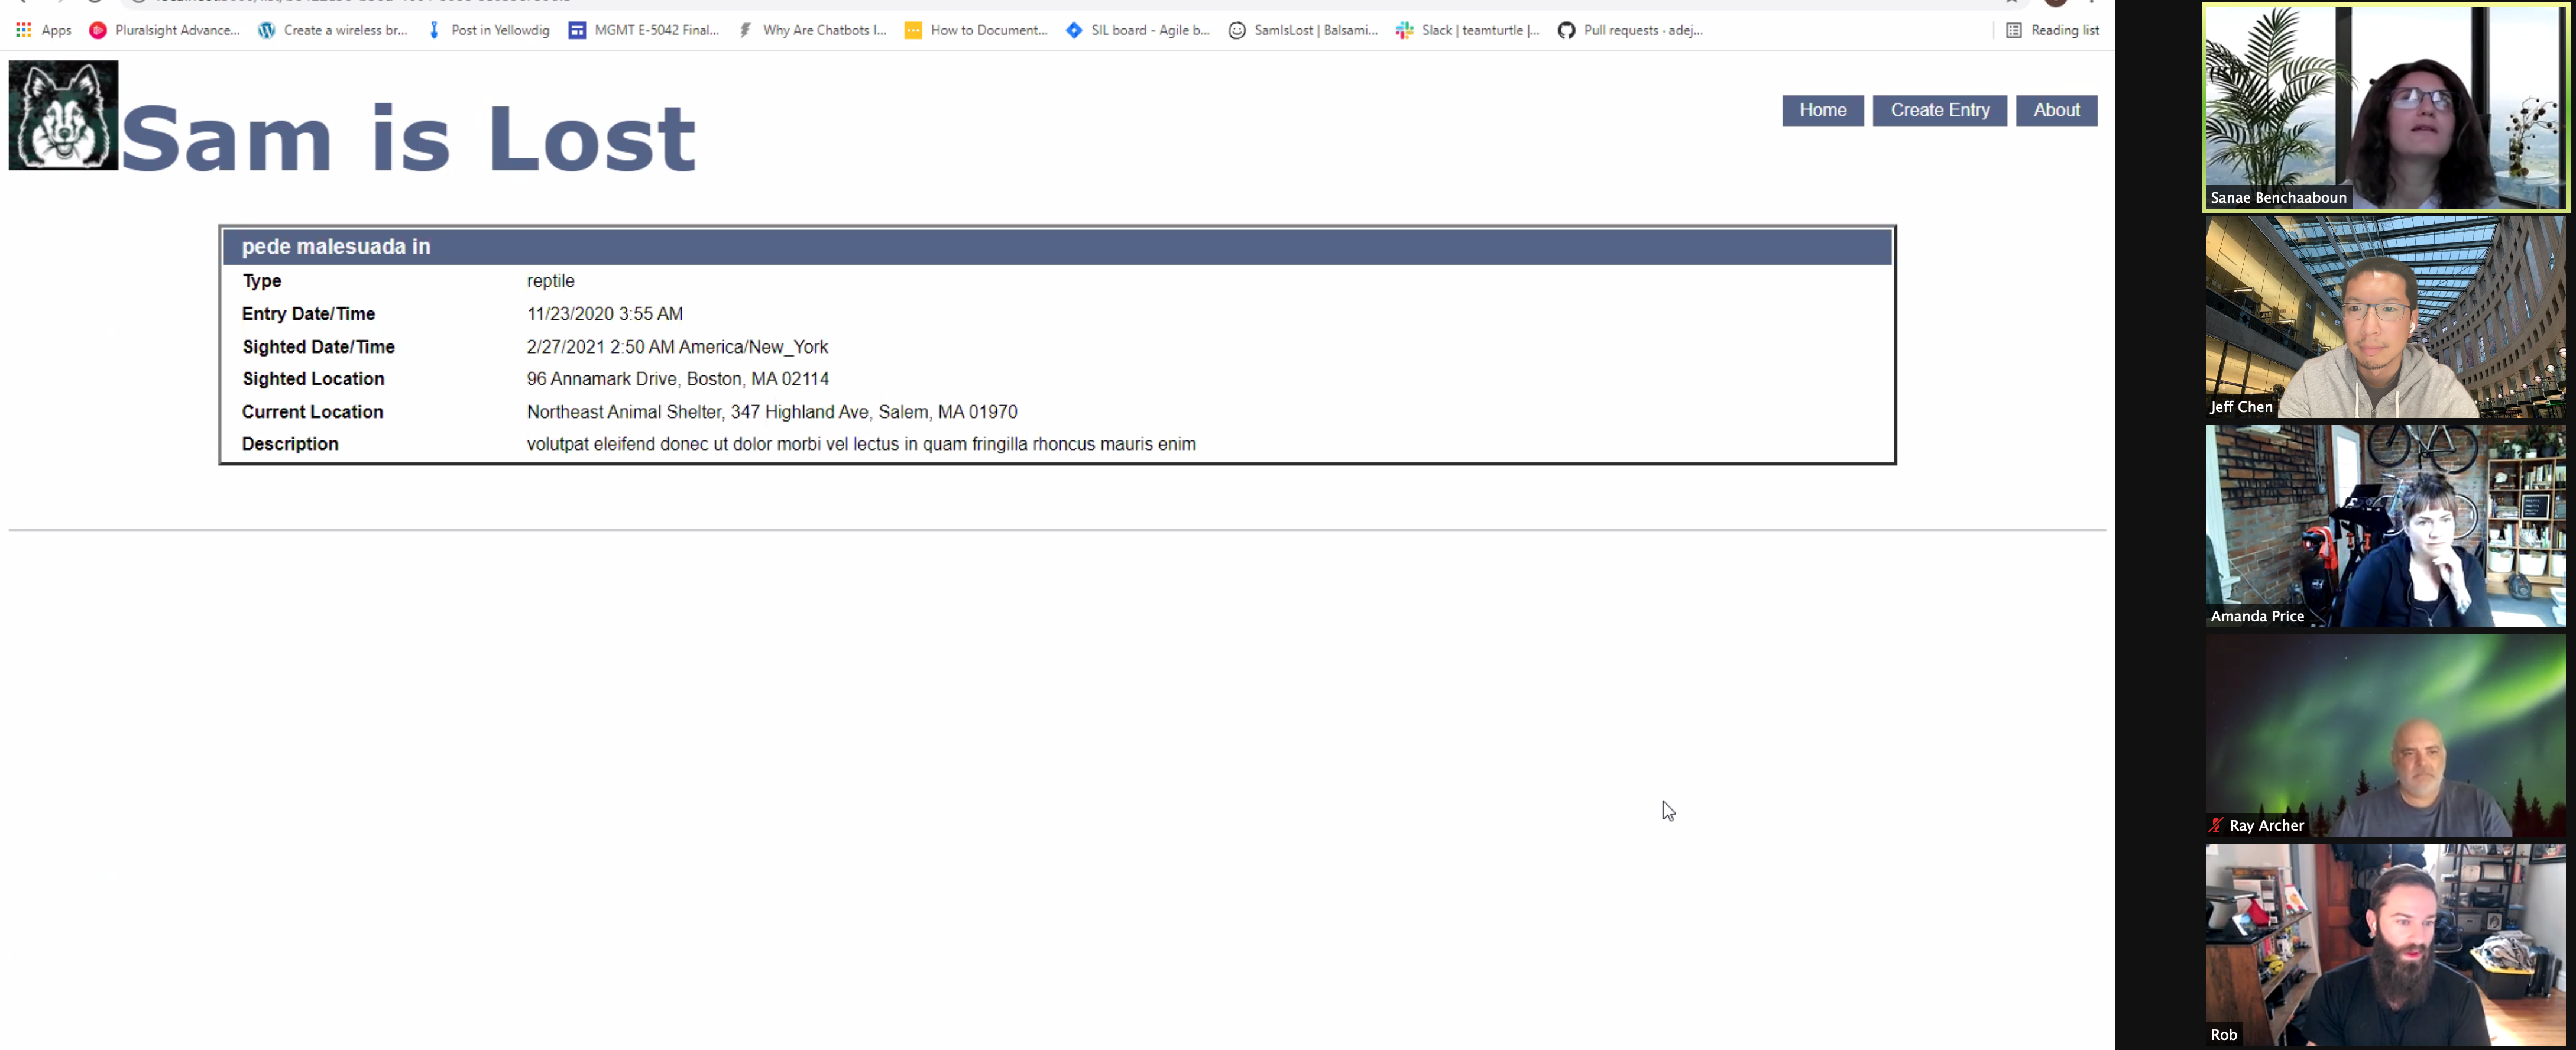 Apps Pluralsight Advance... Create a wireless br... Post in Yellowdig MGMT E-5042 Final... Why Are Chatbots I... How to Document... SIL board - Agile b... SamIsLost | Balsami... Slack | teamturtle |... Pull requests · adej... Reading list
Sam is Lost
Home Create Entry About
pede malesuada in
Type reptile
Entry Date/Time 11/23/2020 3:55 AM
Sighted Date/Time 2/27/2021 2:50 AM America/New_York
Sighted Location 96 Annamark Drive, Boston, MA 02114
Current Location Northeast Animal Shelter, 347 Highland Ave, Salem, MA 01970
Description volutpat eleifend donec ut dolor morbi vel lectus in quam fringilla rhoncus mauris enim
Sanae Benchaaboun
Jeff Chen
Amanda Price
Ray Archer
Rob